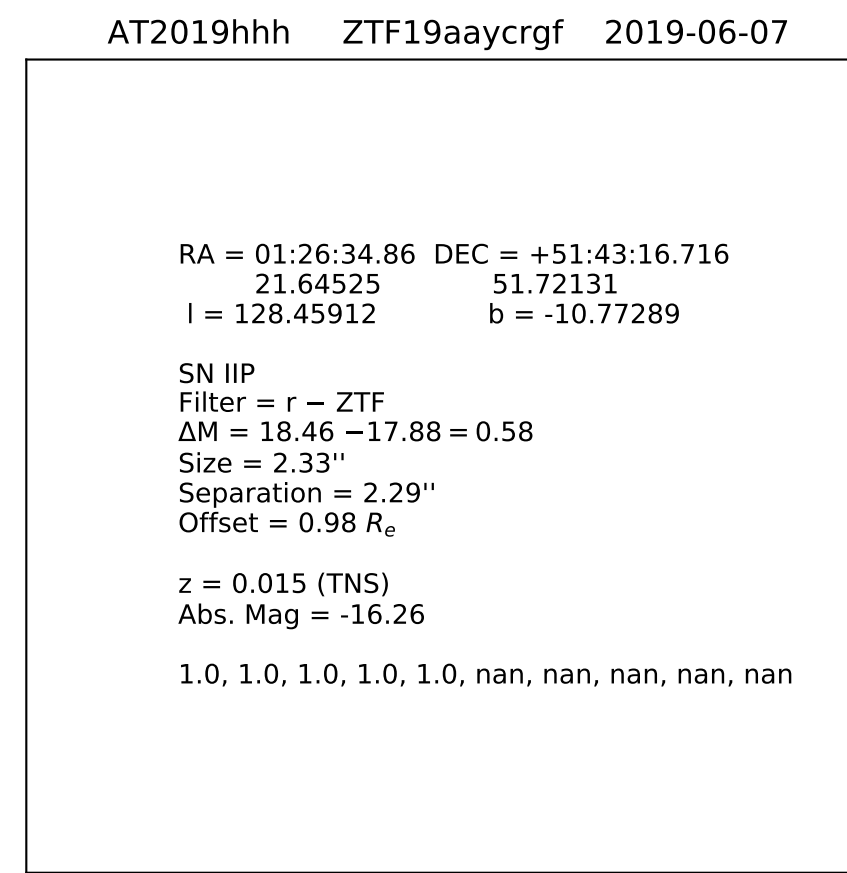 AT2019hhh ZTF19aaycrgf 2019-06-07
RA = 01:26:34.86 DEC = +51:43:16.716
21.64525 51.72131
l = 128.45912 b = -10.77289
SN IIP
Filter = r − ZTF
ΔM = 18.46 −17.88 = 0.58
Size = 2.33''
Separation = 2.29''
Offset = 0.98 Rₑ
z = 0.015 (TNS)
Abs. Mag = -16.26
1.0, 1.0, 1.0, 1.0, 1.0, nan, nan, nan, nan, nan